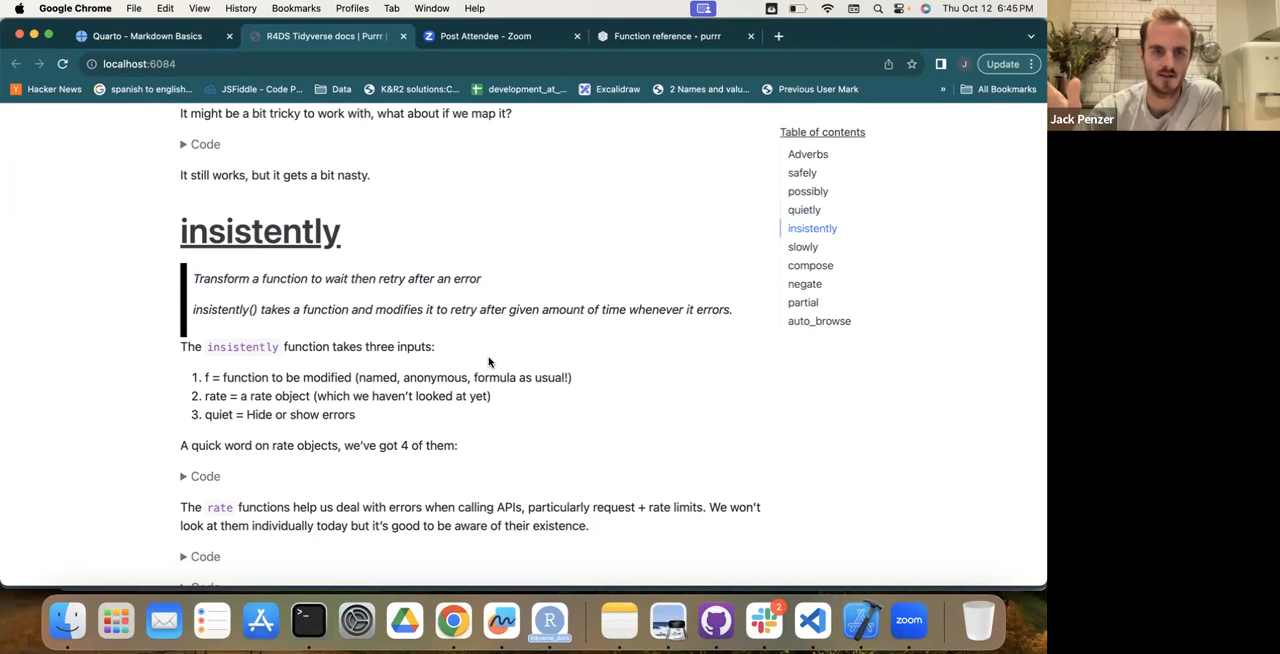 Google Chrome File Edit View History Bookmarks Profiles Tab Window Help Thu Oct 12 6:45 PM
Quarto - Markdown Basics R4DS Tidyverse docs | Purrr | Post Attendee - Zoom Function reference - purrr
localhost:6084 J Update
Hacker News spanish to english... JSFiddle - Code P... Data K&R2 solutions:C... development_at_... Excalidraw 2 Names and valu... Previous User Mark » All Bookmarks
Jack Penzer
It might be a bit tricky to work with, what about if we map it?
Code
It still works, but it gets a bit nasty.
insistently
Transform a function to wait then retry after an error
insistently() takes a function and modifies it to retry after given amount of time whenever it errors.
The insistently function takes three inputs:
1. f = function to be modified (named, anonymous, formula as usual!)
2. rate = a rate object (which we haven't looked at yet)
3. quiet = Hide or show errors
A quick word on rate objects, we've got 4 of them:
Code
The rate functions help us deal with errors when calling APIs, particularly request + rate limits. We won't
look at them individually today but it's good to be aware of their existence.
Code
Code
Table of contents
Adverbs
safely
possibly
quietly
insistently
slowly
compose
negate
partial
auto_browse
R
tidyverse_docs
2
zoom